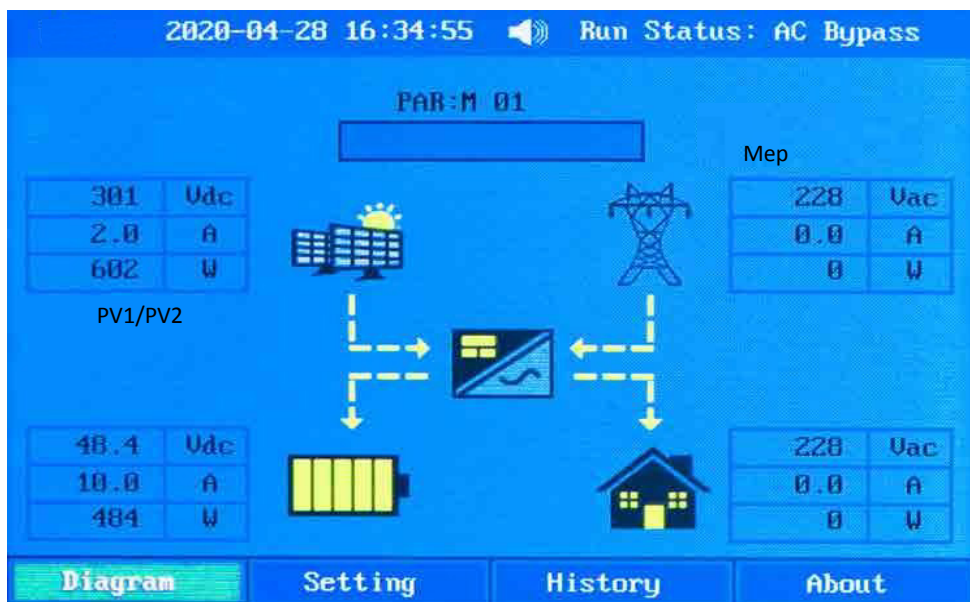 2020-04-28 16:34:55 Run Status: AC Bypass
PAR:M 01
Mep
301 Vdc
2.0 A
602 W
228 Vac
0.0 A
0 W
PV1/PV2
48.4 Vdc
10.0 A
484 W
228 Vac
0.0 A
0 W
Diagram Setting History About